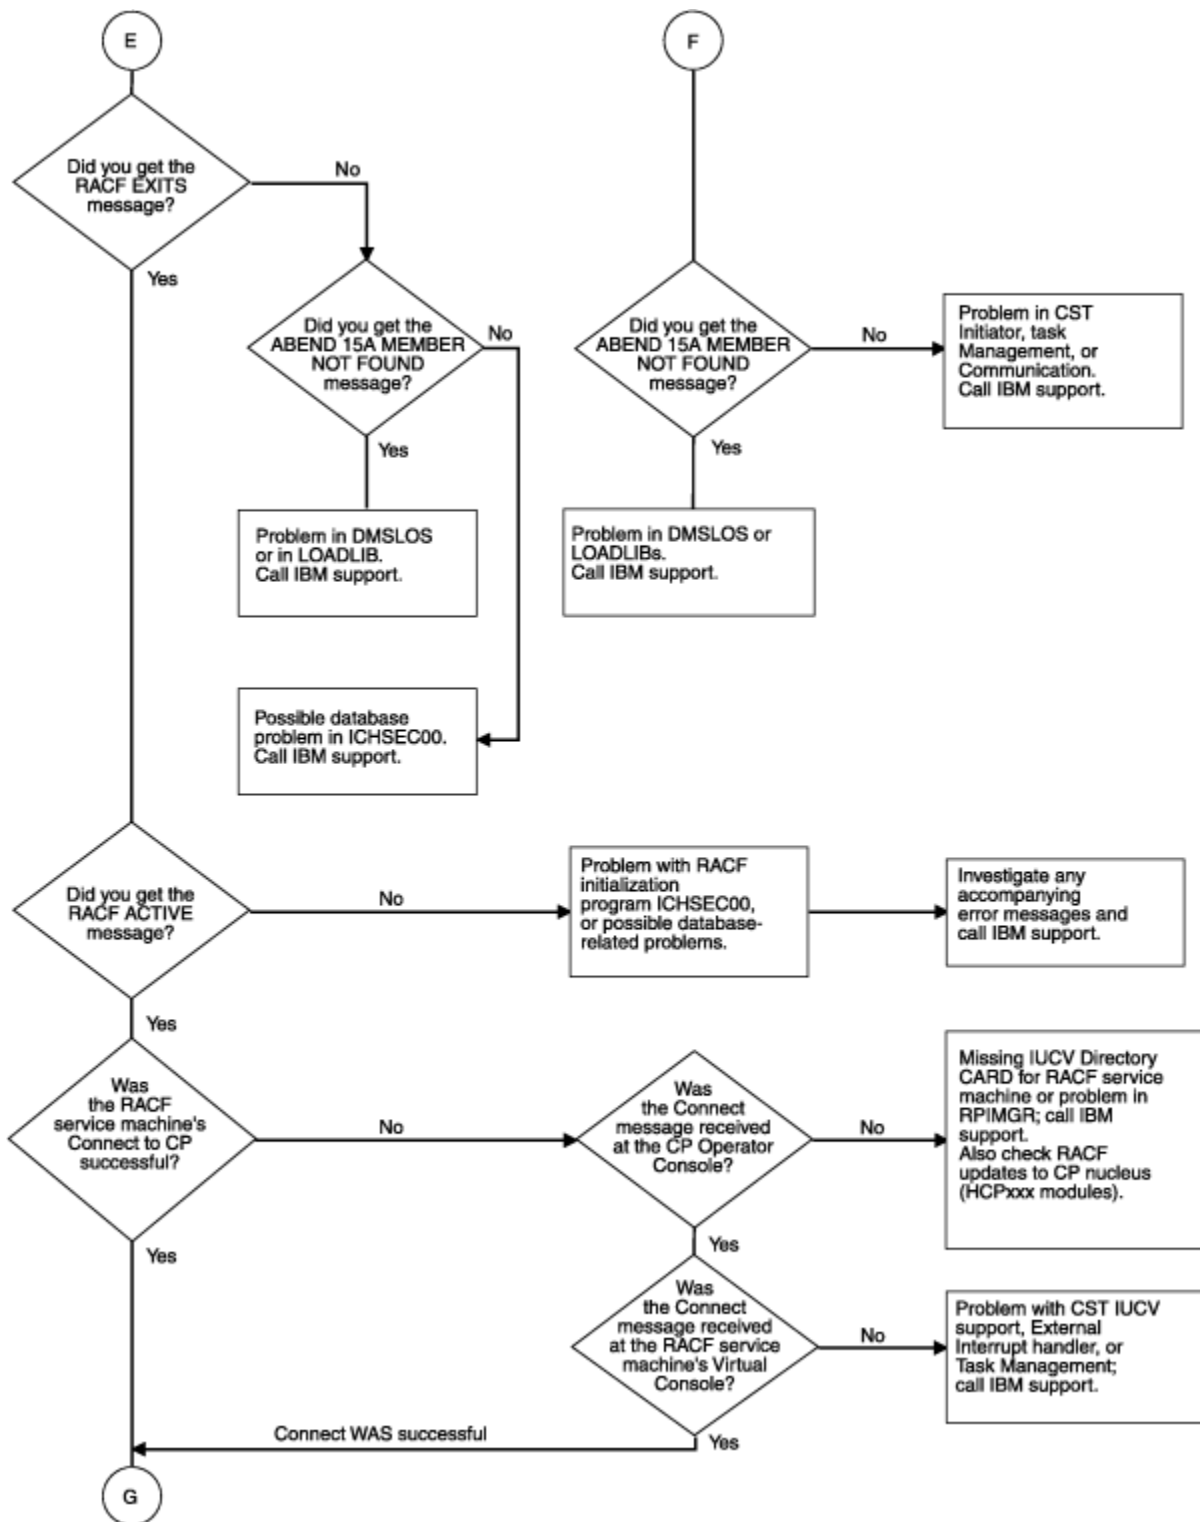 E
F
Did you get the
RACF EXITS
message?
No
Yes
Did you get the
ABEND 15A MEMBER
NOT FOUND
message?
No
Yes
Did you get the
ABEND 15A MEMBER
NOT FOUND
message?
No
Yes
Problem in CST
Initiator, task
Management, or
Communication.
Call IBM support.
Problem in DMSLOS
or in LOADLIB.
Call IBM support.
Problem in DMSLOS or
LOADLIBs.
Call IBM support.
Possible database
problem in ICHSEC00.
Call IBM support.
Did you get the
RACF ACTIVE
message?
No
Yes
Problem with RACF
initialization
program ICHSEC00,
or possible database-
related problems.
Investigate any
accompanying
error messages and
call IBM support.
Was
the RACF
service machine's
Connect to CP
successful?
No
Yes
Was
the Connect
message received
at the CP Operator
Console?
No
Yes
Missing IUCV Directory
CARD for RACF service
machine or problem in
RPIMGR; call IBM
support.
Also check RACF
updates to CP nucleus
(HCPxxx modules).
Was
the Connect
message received
at the RACF service
machine's Virtual
Console?
No
Yes
Problem with CST IUCV
support, External
Interrupt handler, or
Task Management;
call IBM support.
Connect WAS successful
G